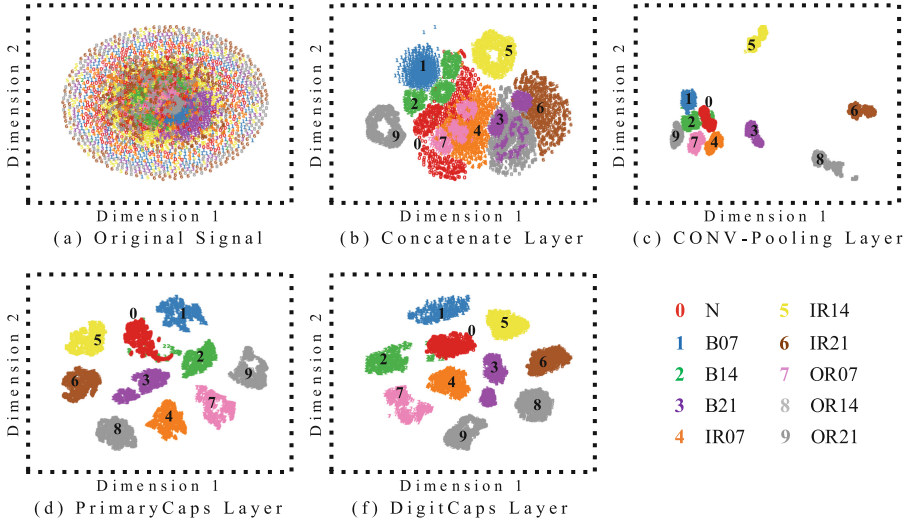 Dimension 2
Dimension 1
(a) Original Signal
Dimension 2
1
2
5
3
6
4
7
9
0
Dimension 1
(b) Concatenate Layer
Dimension 2
5
1
0
2
9
7
4
3
6
8
Dimension 1
(c) CONV-Pooling Layer
Dimension 2
0
1
5
2
3
6
9
7
4
8
Dimension 1
(d) PrimaryCaps Layer
Dimension 2
1
0
5
2
3
6
4
7
8
9
Dimension 1
(f) DigitCaps Layer
0 N
1 B07
2 B14
3 B21
4 IR07
5 IR14
6 IR21
7 OR07
8 OR14
9 OR21